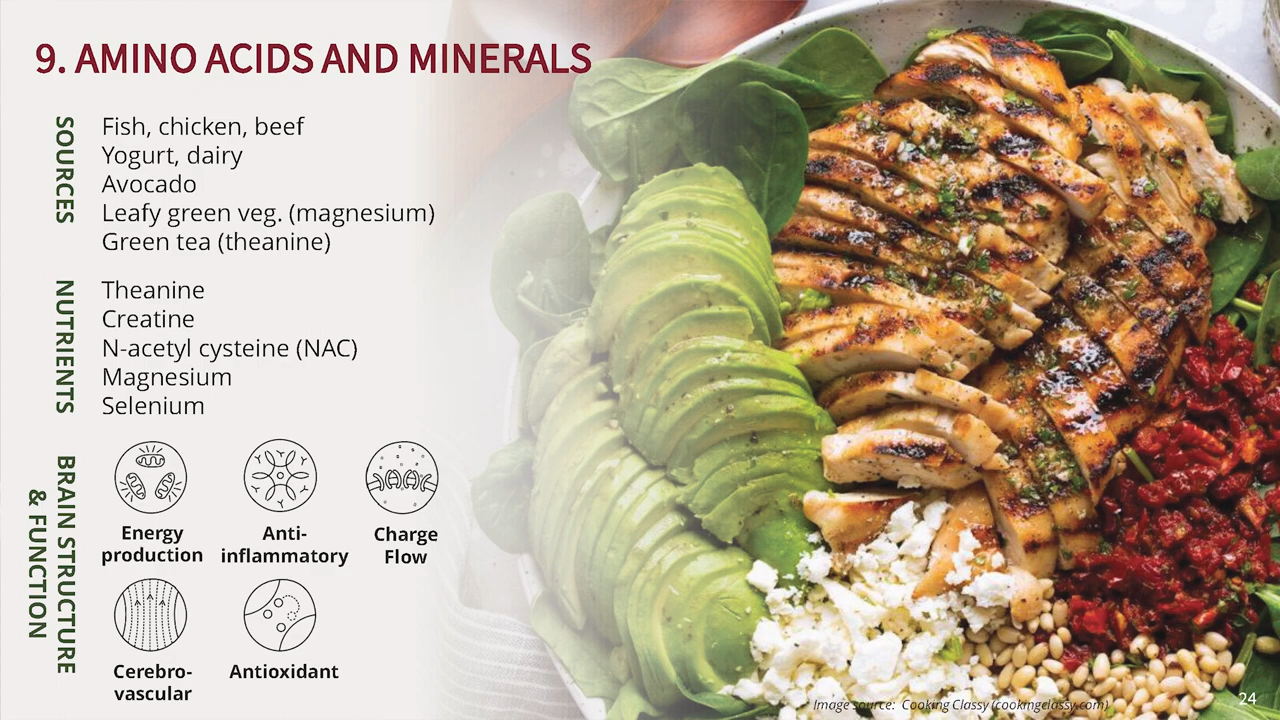 9. AMINO ACIDS AND MINERALS
SOURCES
Fish, chicken, beef
Yogurt, dairy
Avocado
Leafy green veg. (magnesium)
Green tea (theanine)
NUTRIENTS
Theanine
Creatine
N-acetyl cysteine (NAC)
Magnesium
Selenium
BRAIN STRUCTURE
& FUNCTION
Energy
production
Anti-
inflammatory
Charge
Flow
Cerebro-
vascular
Antioxidant
Image source: Cooking Classy (cookingclassy.com)
24